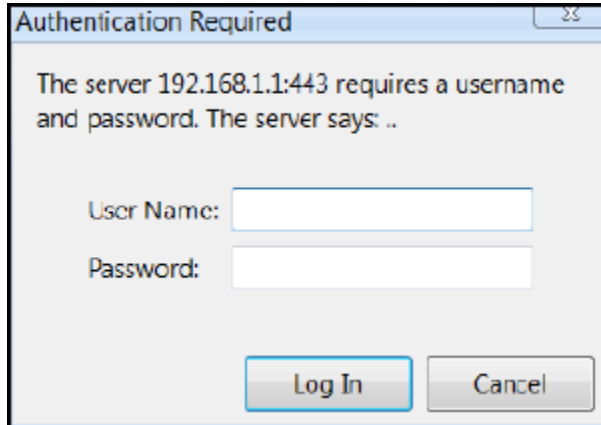 Authentication Required
The server 192.168.1.1:443 requires a username
and password. The server says: ..
User Name:
Password:
Log In
Cancel